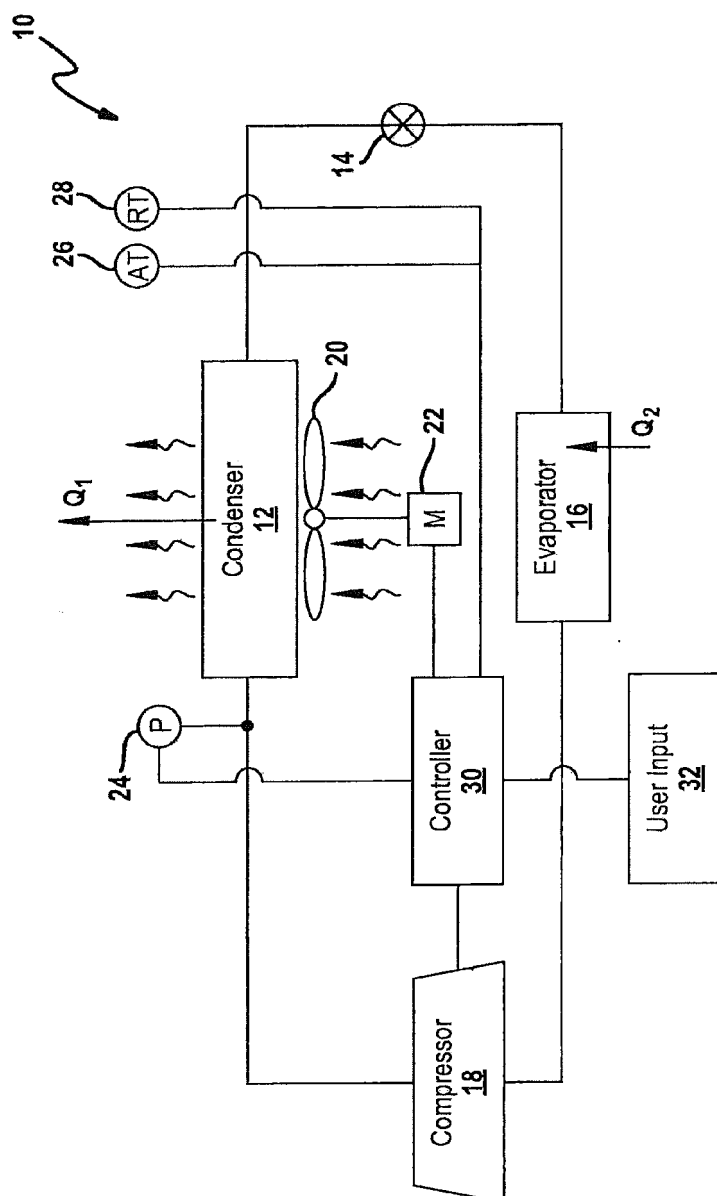 10
28
RT
26
AT
14
Q1
Condenser
12
20
22
M
24
P
Controller
30
Evaporator
16
Q2
Compressor
18
User Input
32